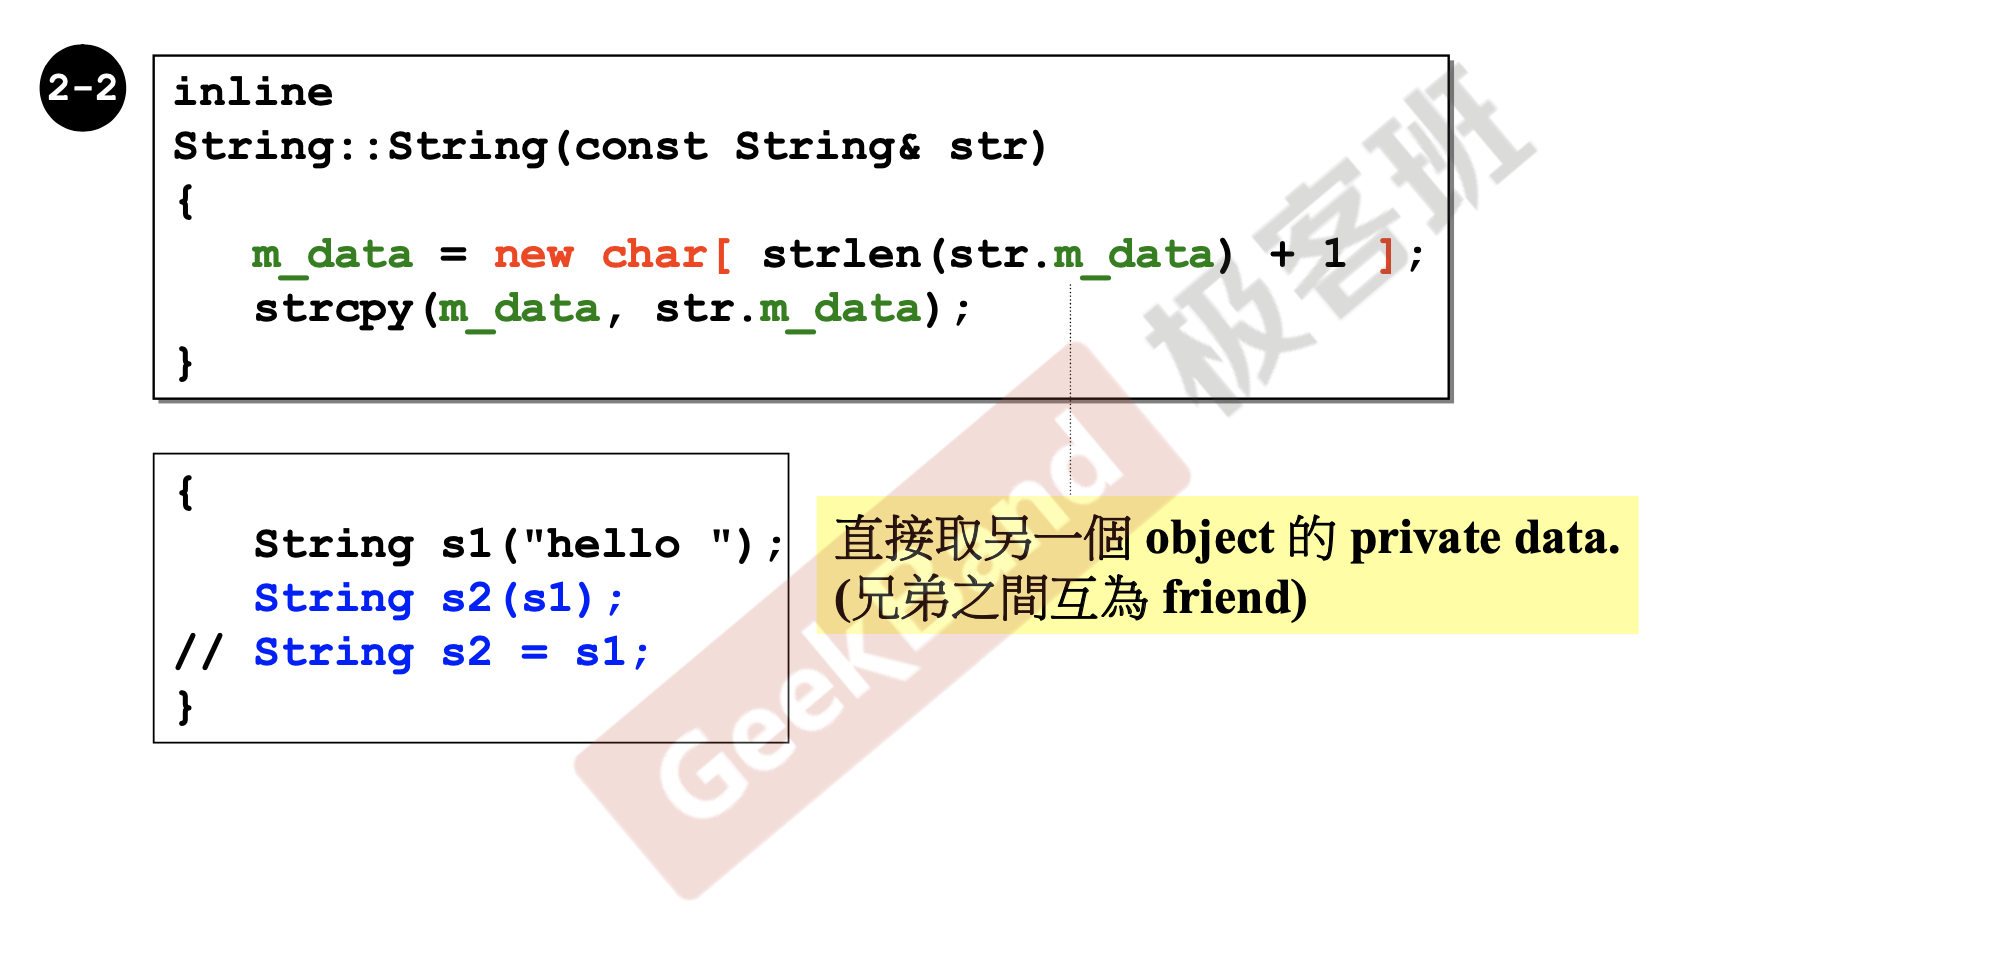 2-2
inline
String::String(const String& str)
{
m_data = new char[ strlen(str.m_data) + 1 ];
strcpy(m_data, str.m_data);
}
{
String s1("hello ");
String s2(s1);
// String s2 = s1;
}
直接取另一個 object 的 private data.
(兄弟之間互為 friend)
GeekBand 极客班